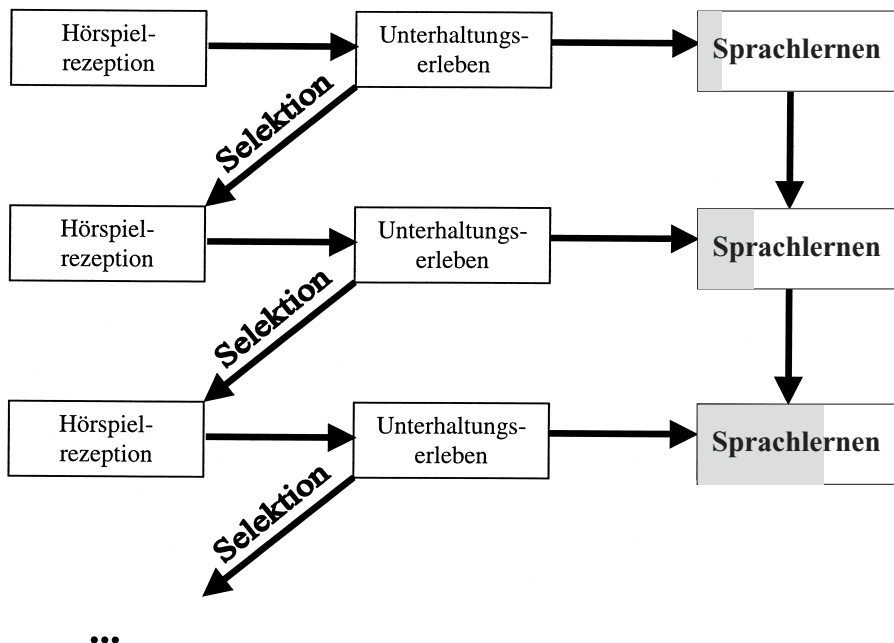 Hörspiel-
rezeption
Unterhaltungs-
erleben
Sprachlernen
Selektion
Hörspiel-
rezeption
Unterhaltungs-
erleben
Sprachlernen
Selektion
Hörspiel-
rezeption
Unterhaltungs-
erleben
Sprachlernen
Selektion
...